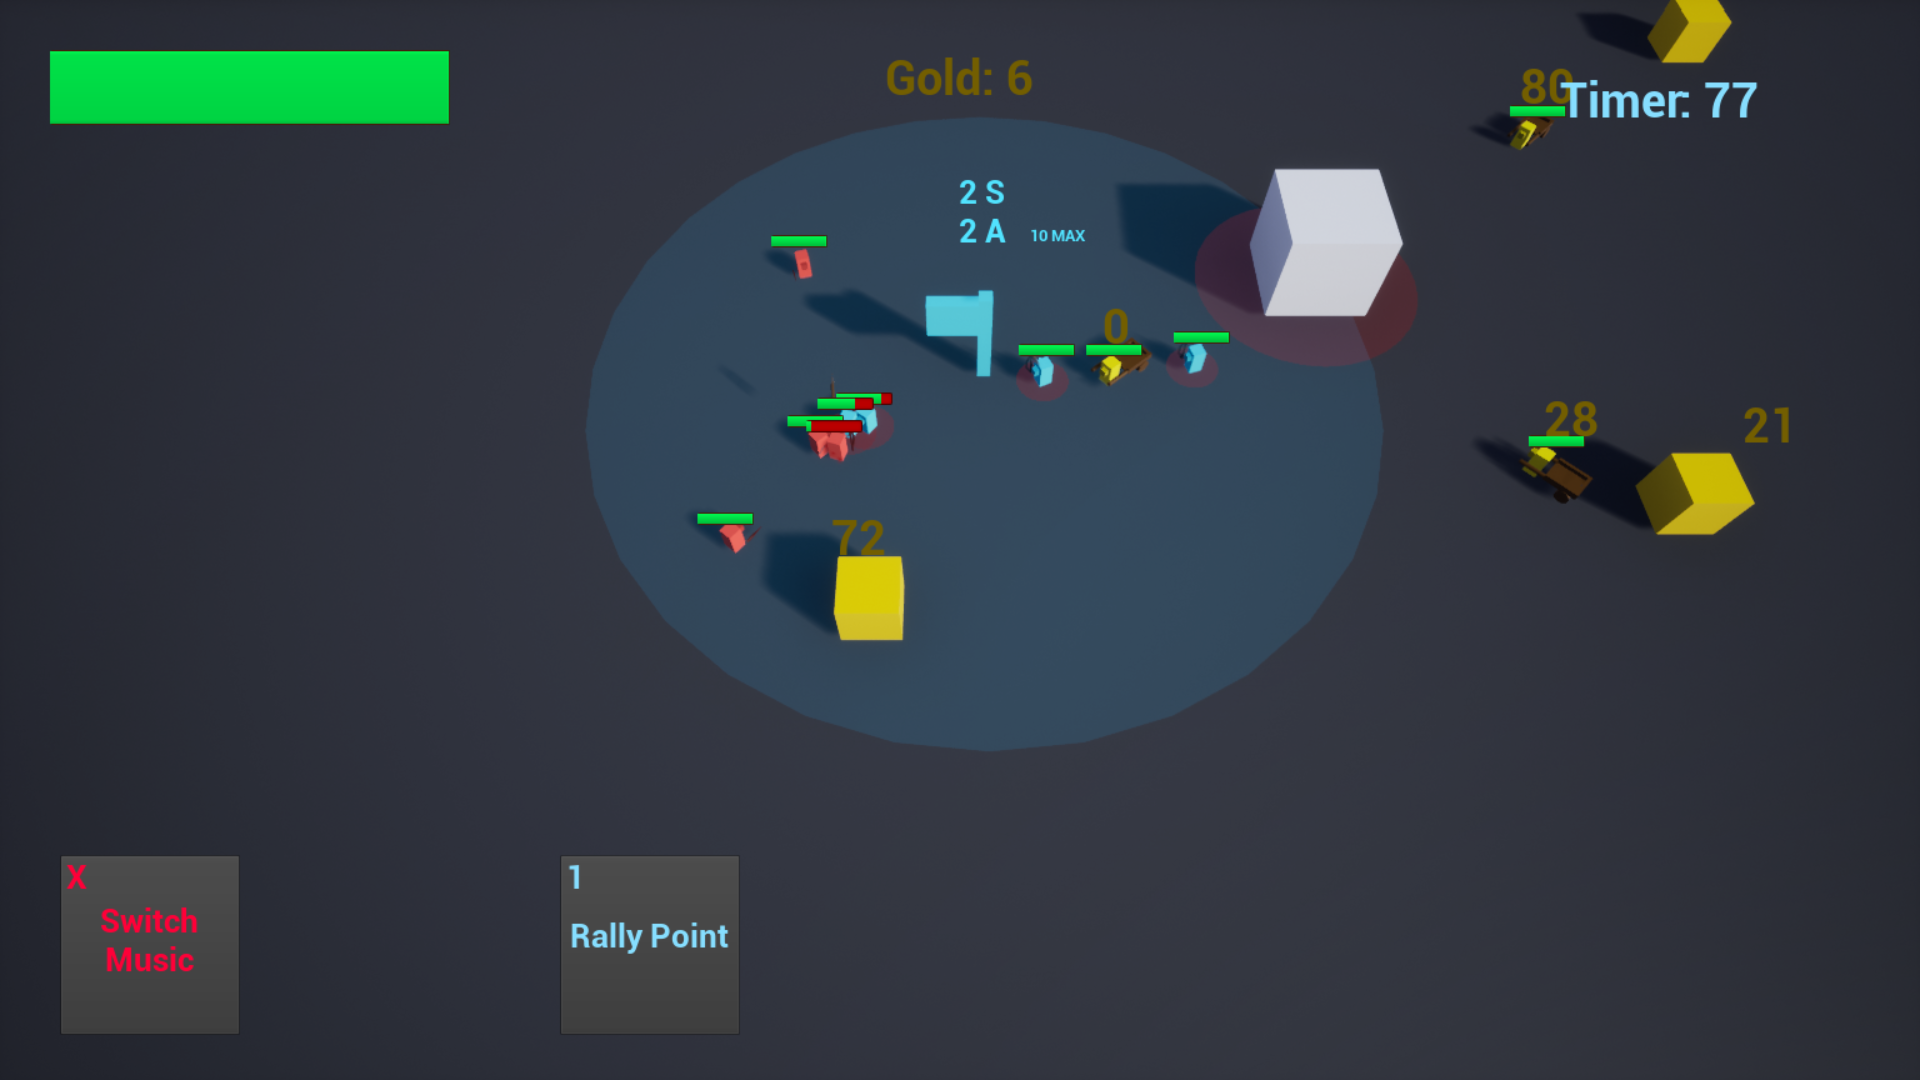 Gold: 6
80
Timer: 77
2 S
2 A
10 MAX
0
28
21
72
X
Switch
Music
1
Rally Point